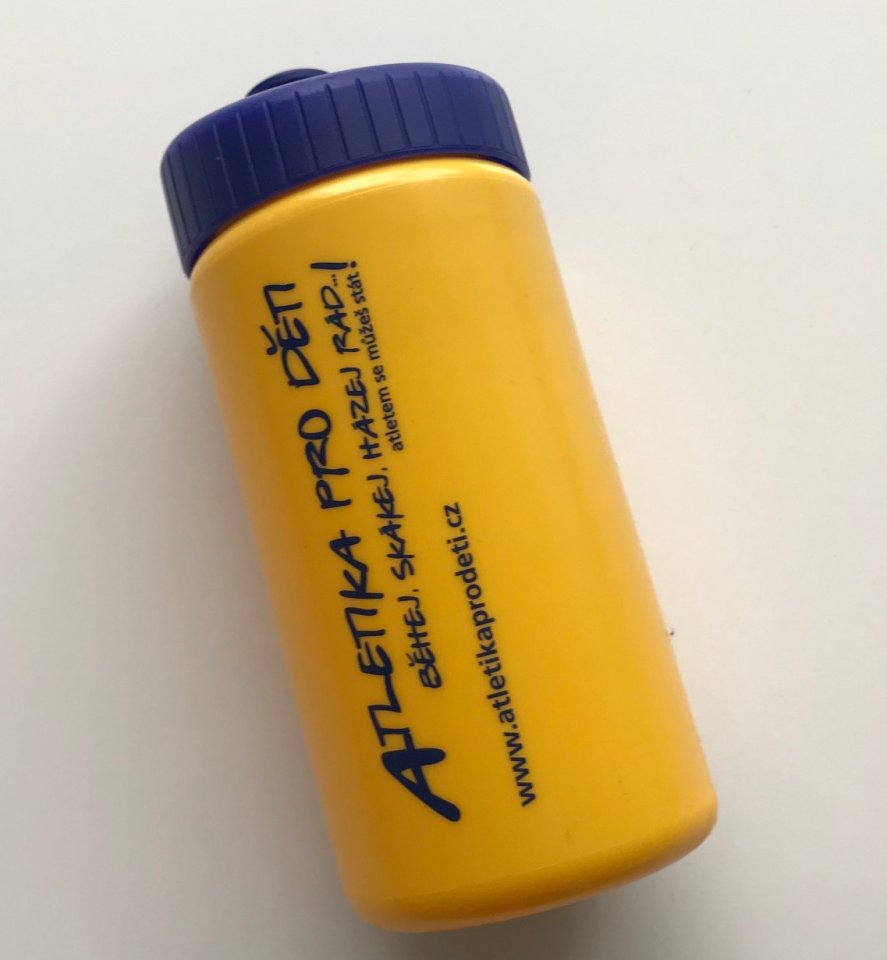 ATLETIKA PRO DĚTI
BĚHEJ, SKÁKEJ, HÁZEJ RÁD...!
atletem se můžeš stát!
www.atletikaprodeti.cz